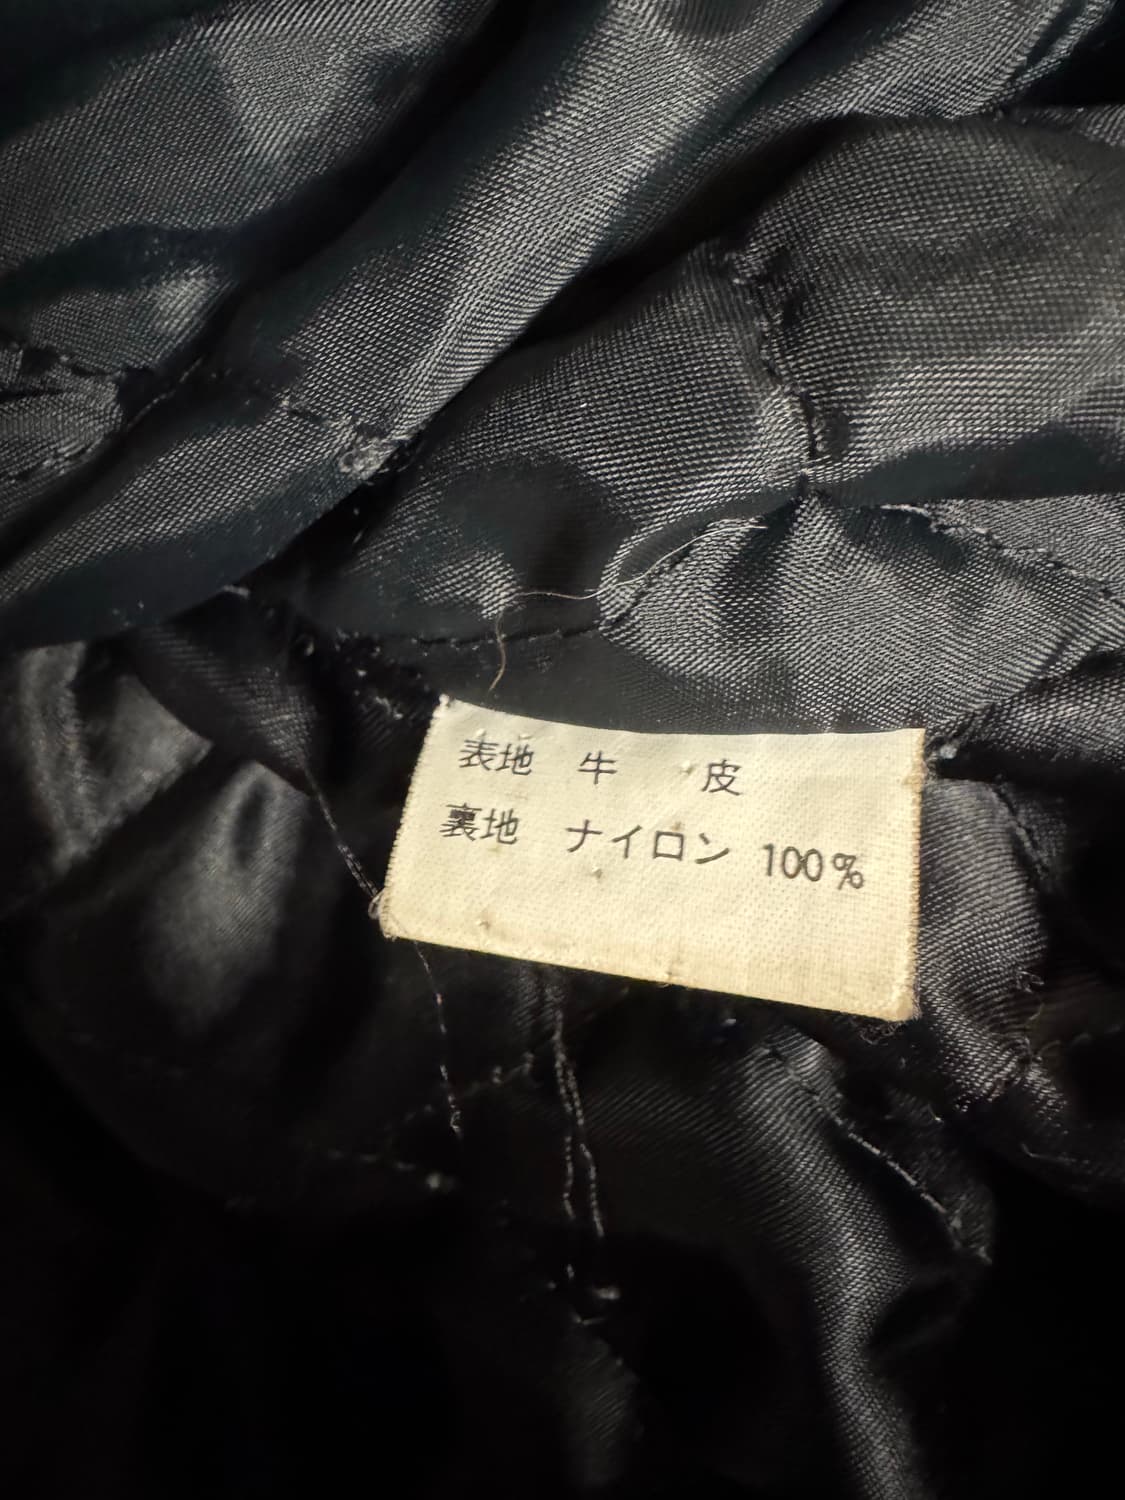 表地 牛 皮
裏地 ナイロン 100%